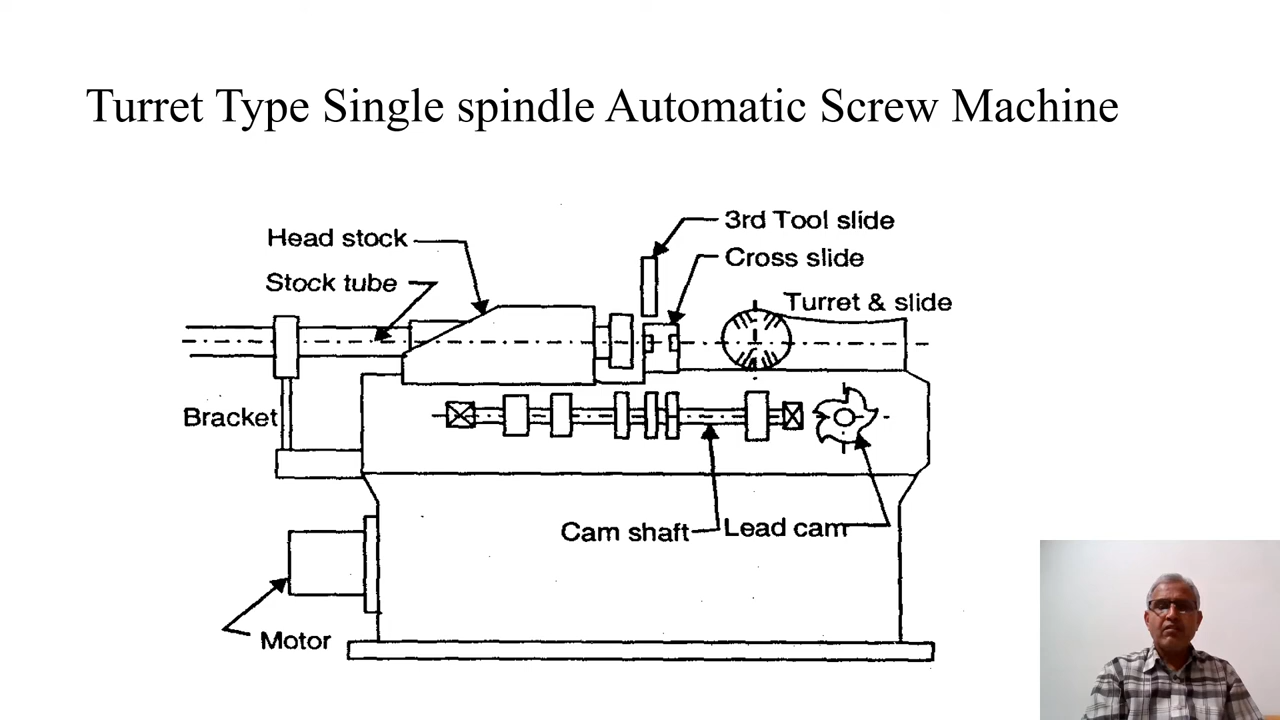 Turret Type Single spindle Automatic Screw Machine
3rd Tool slide
Head stock
Cross slide
Stock tube
Turret & slide
Bracket
Cam shaft
Lead cam
Motor